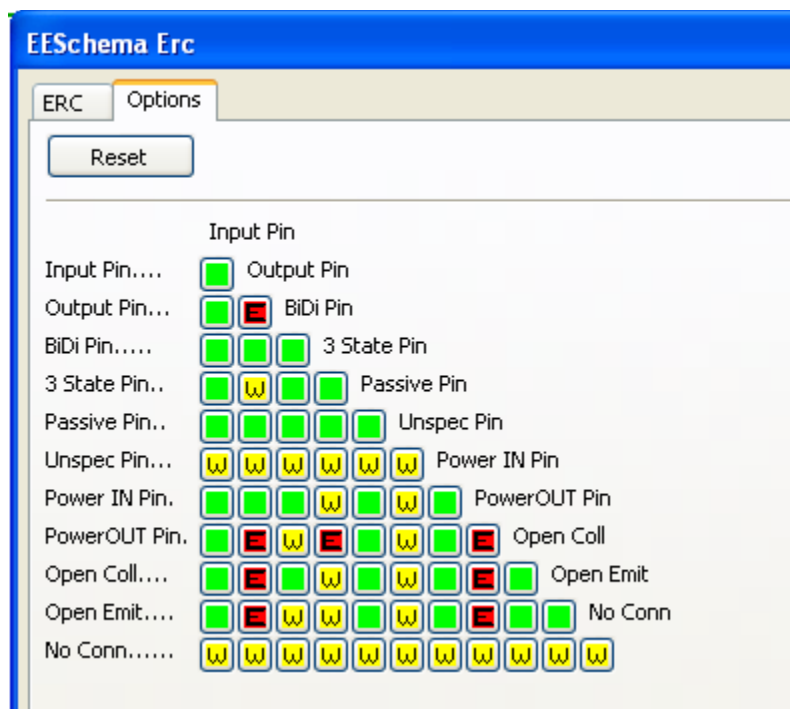 EESchema Erc
ERC Options
Reset
Input Pin
Input Pin.... Output Pin
Output Pin... E BiDi Pin
BiDi Pin..... 3 State Pin
3 State Pin.. W Passive Pin
Passive Pin.. Unspec Pin
Unspec Pin... W W W W W W Power IN Pin
Power IN Pin. W W PowerOUT Pin
PowerOUT Pin. E W E W E Open Coll
Open Coll.... E W W E Open Emit
Open Emit.... E W W W E No Conn
No Conn...... W W W W W W W W W W W